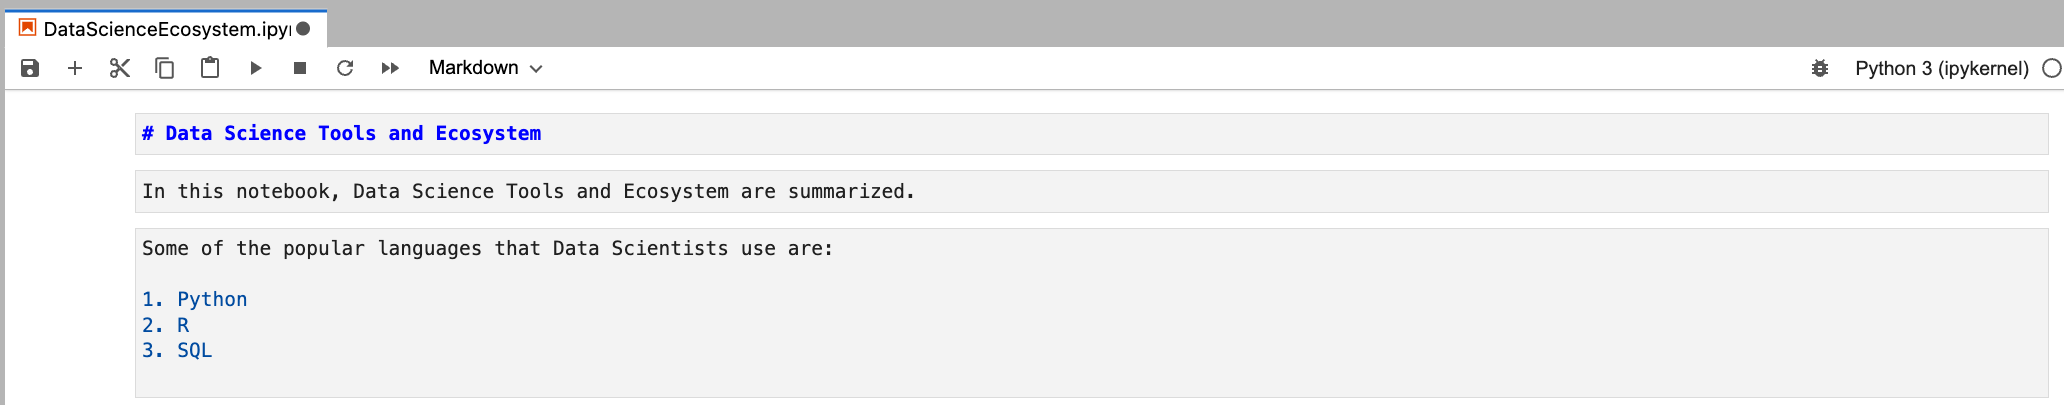 DataScienceEcosystem.ipy
Markdown
Python 3 (ipykernel)
# Data Science Tools and Ecosystem
In this notebook, Data Science Tools and Ecosystem are summarized.
Some of the popular languages that Data Scientists use are:
1. Python
2. R
3. SQL